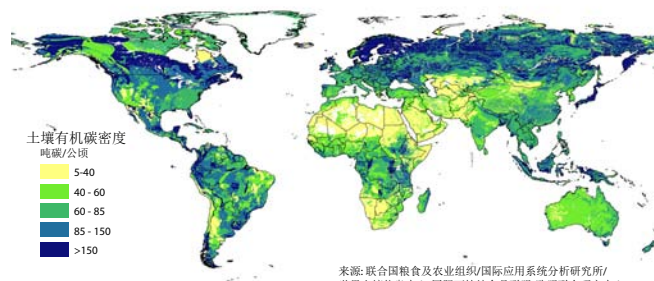 土壤有机碳密度
吨碳/公顷
5-40
40 - 60
60 - 85
85 - 150
>150
来源: 联合国粮食及农业组织/国际应用系统分析研究所/